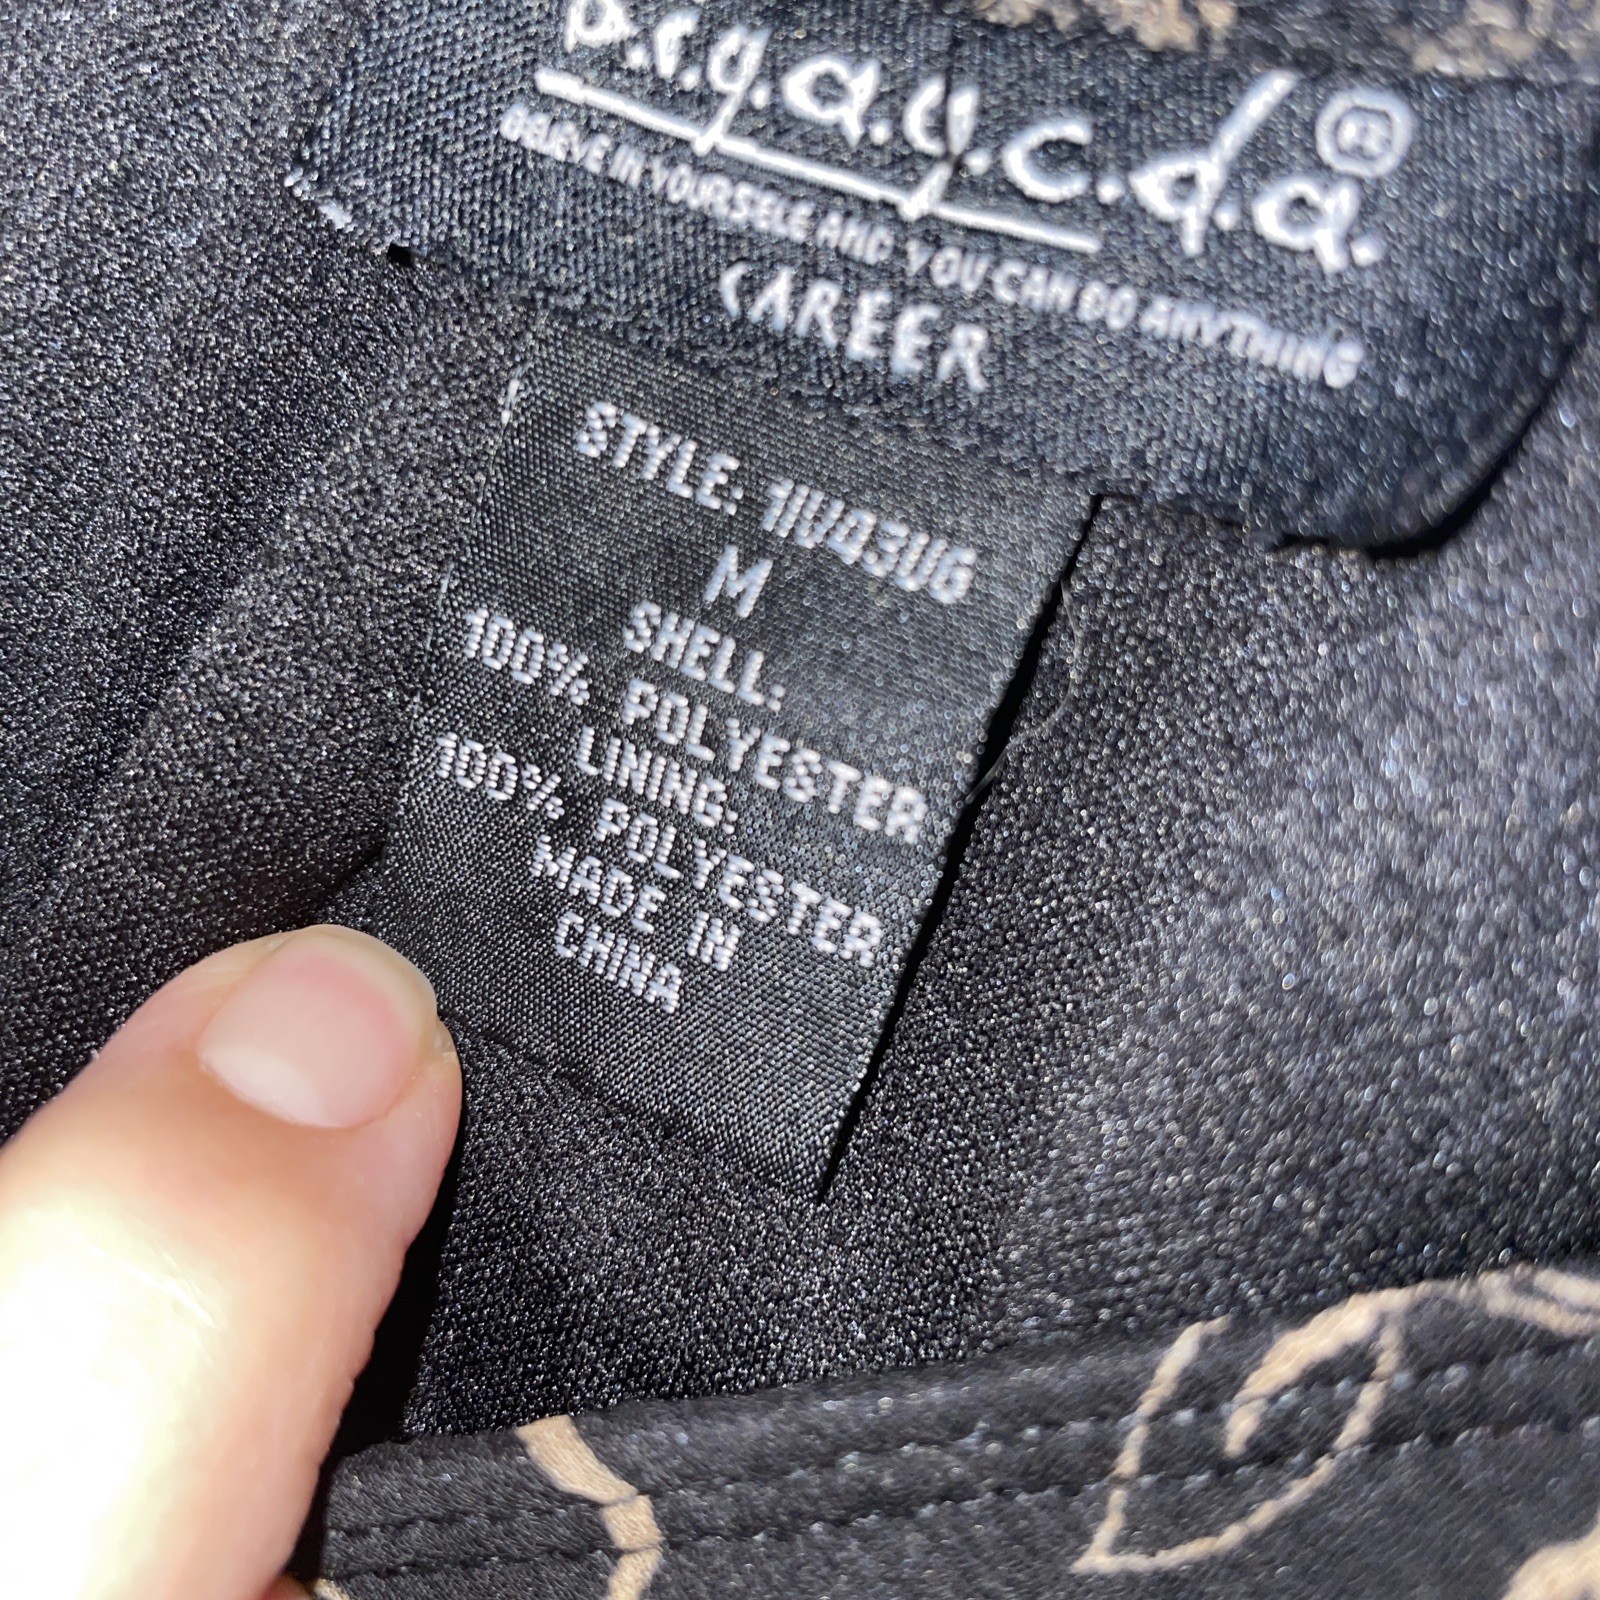 b.r.y.a.y.c.d.a.®
BELIEVE IN YOURSELF AND YOU CAN DO ANYTHING
CAREER
STYLE: 1IV43UG
M
SHELL:
100% POLYESTER
LINING:
100% POLYESTER
MADE IN
CHINA